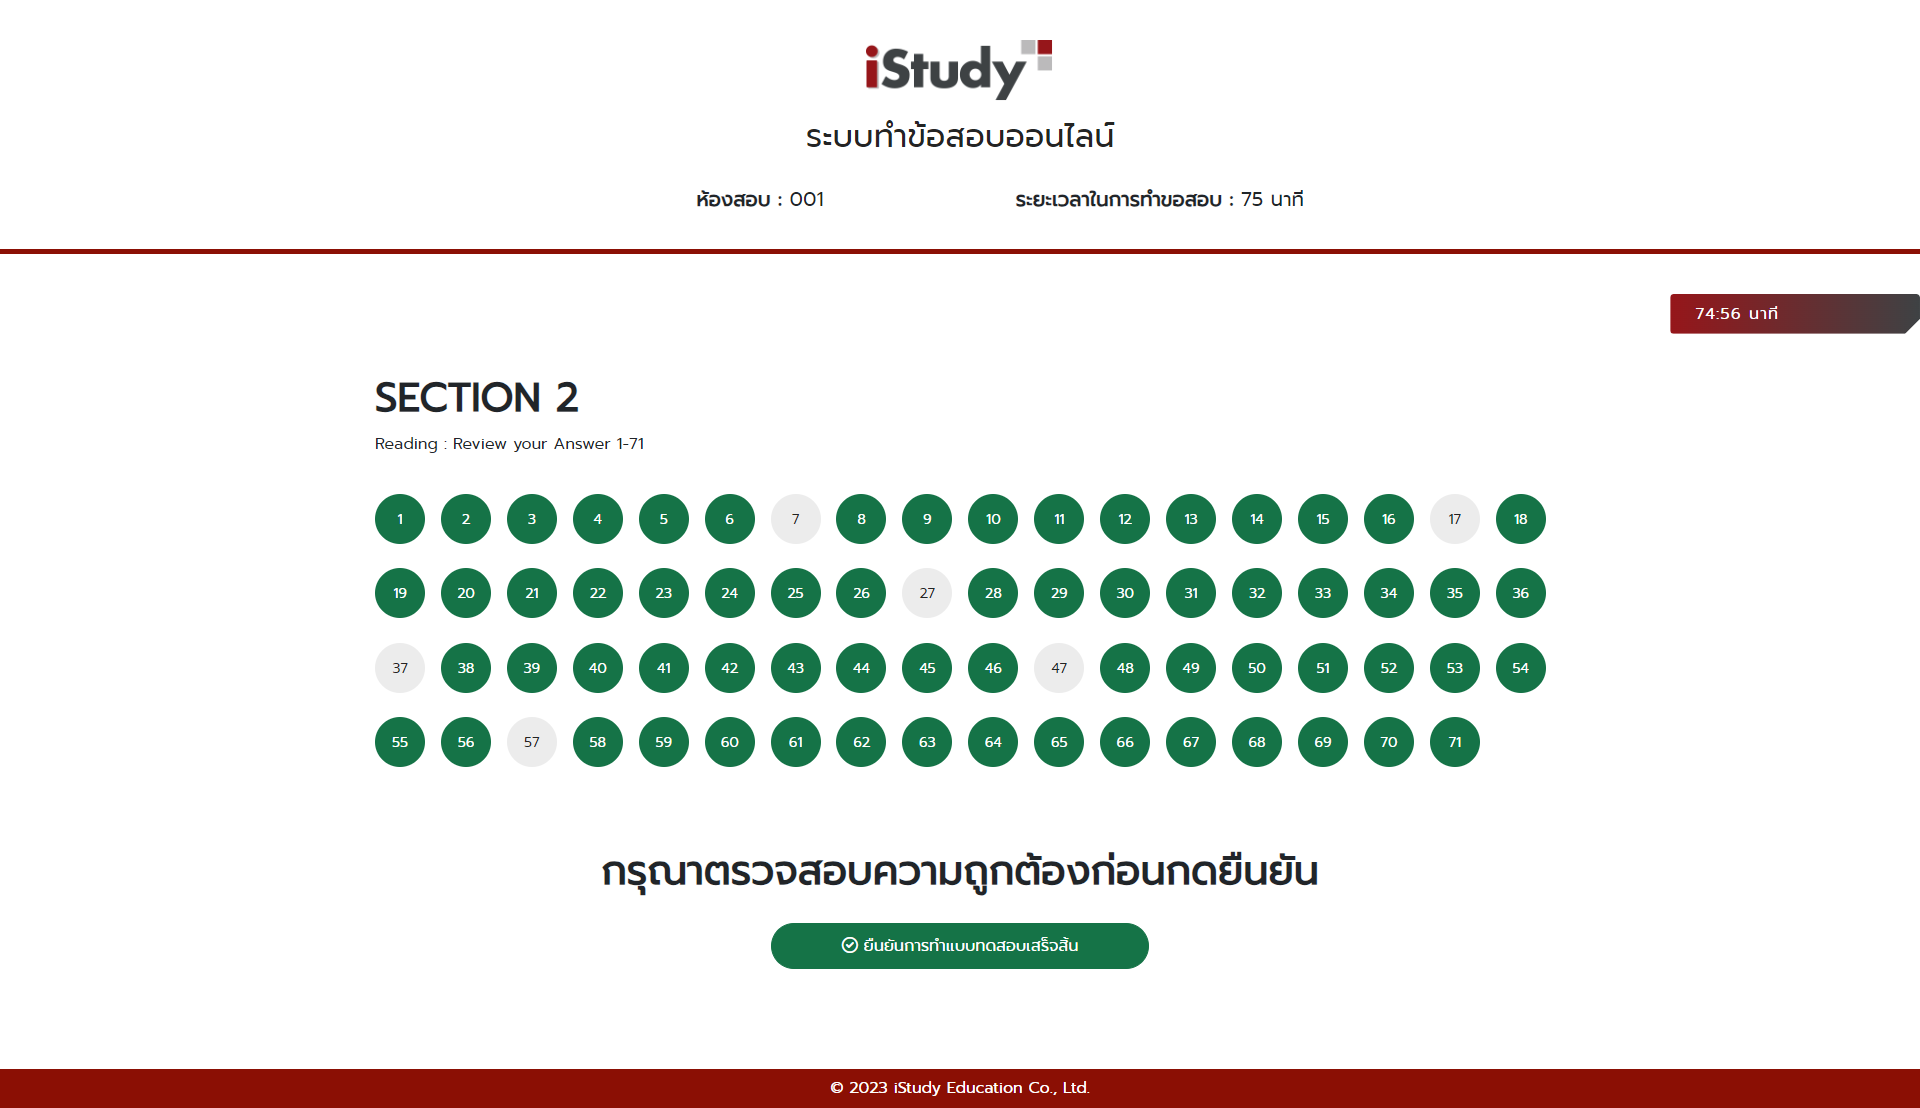 iStudy
ระบบทำข้อสอบออนไลน์
ห้องสอบ : 001 ระยะเวลาในการทำขอสอบ : 75 นาที
74:56 นาที
SECTION 2
Reading : Review your Answer 1-71
1 2 3 4 5 6 7 8 9 10 11 12 13 14 15 16 17 18
19 20 21 22 23 24 25 26 27 28 29 30 31 32 33 34 35 36
37 38 39 40 41 42 43 44 45 46 47 48 49 50 51 52 53 54
55 56 57 58 59 60 61 62 63 64 65 66 67 68 69 70 71
กรุณาตรวจสอบความถูกต้องก่อนกดยืนยัน
ยืนยันการทำแบบทดสอบเสร็จสิ้น
© 2023 iStudy Education Co., Ltd.